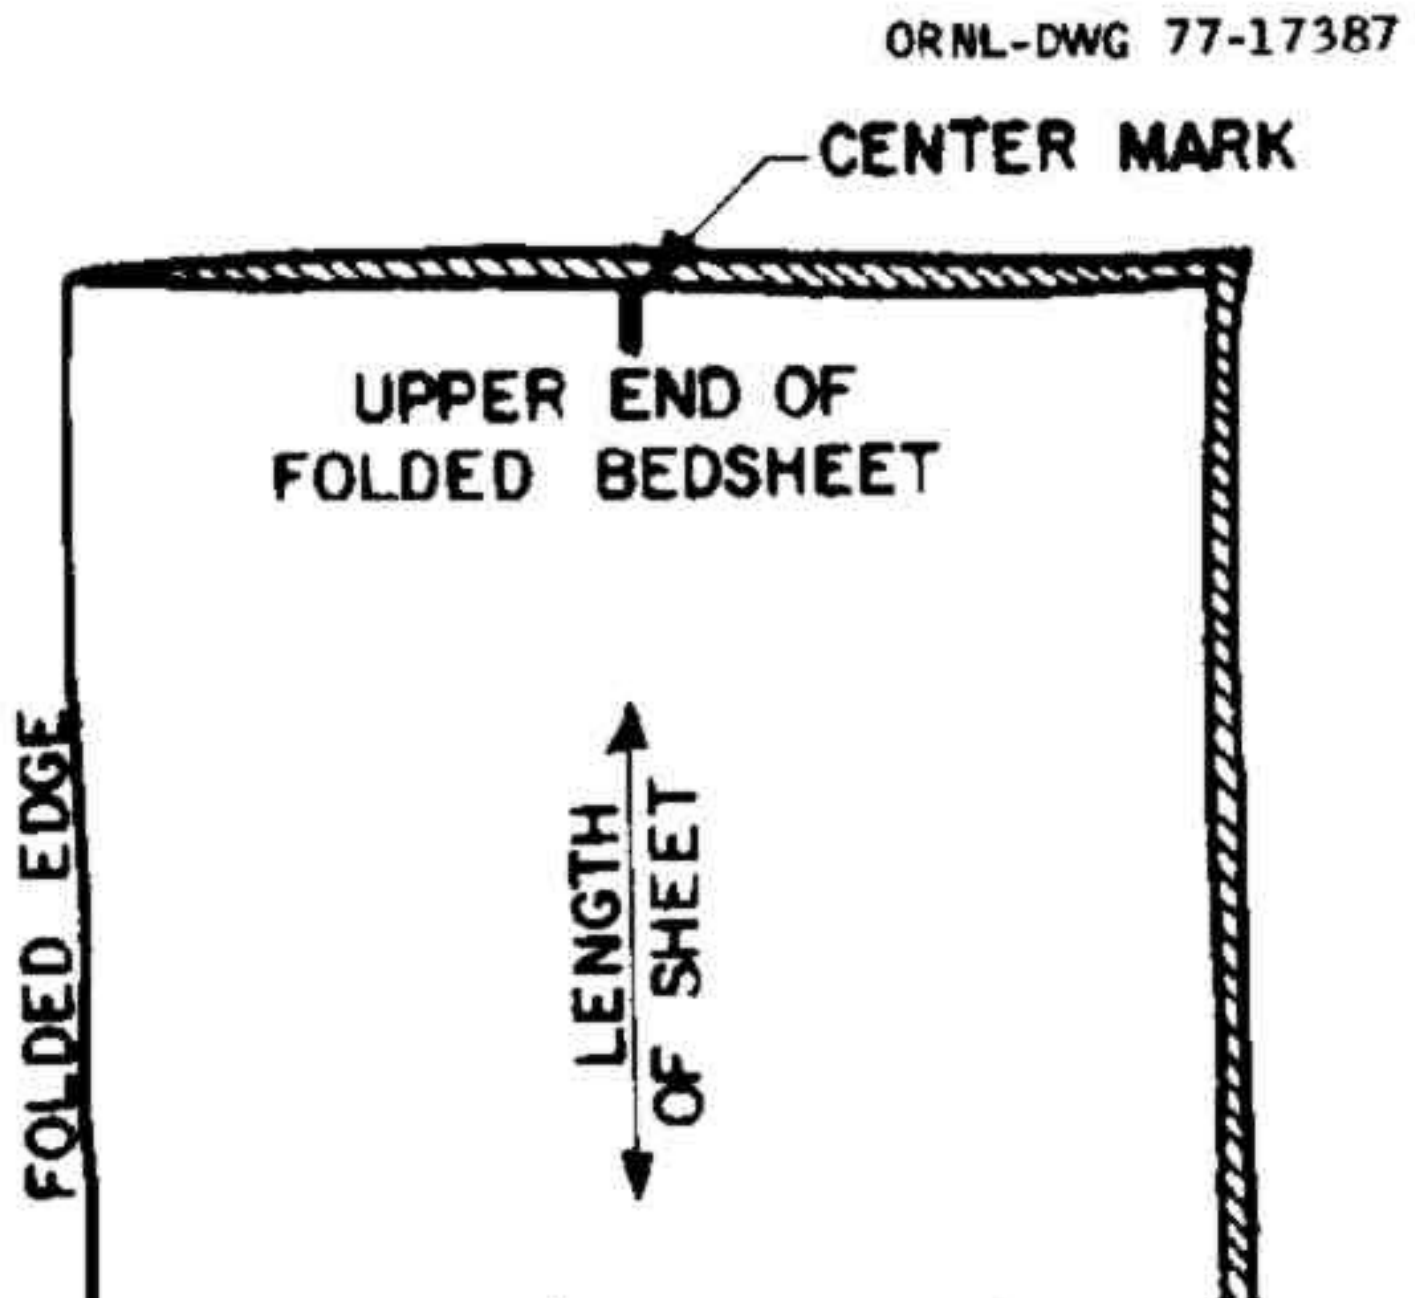 ORNL-DWG 77-17387
CENTER MARK
UPPER END OF
FOLDED BEDSHEET
FOLDED EDGE
LENGTH
OF SHEET